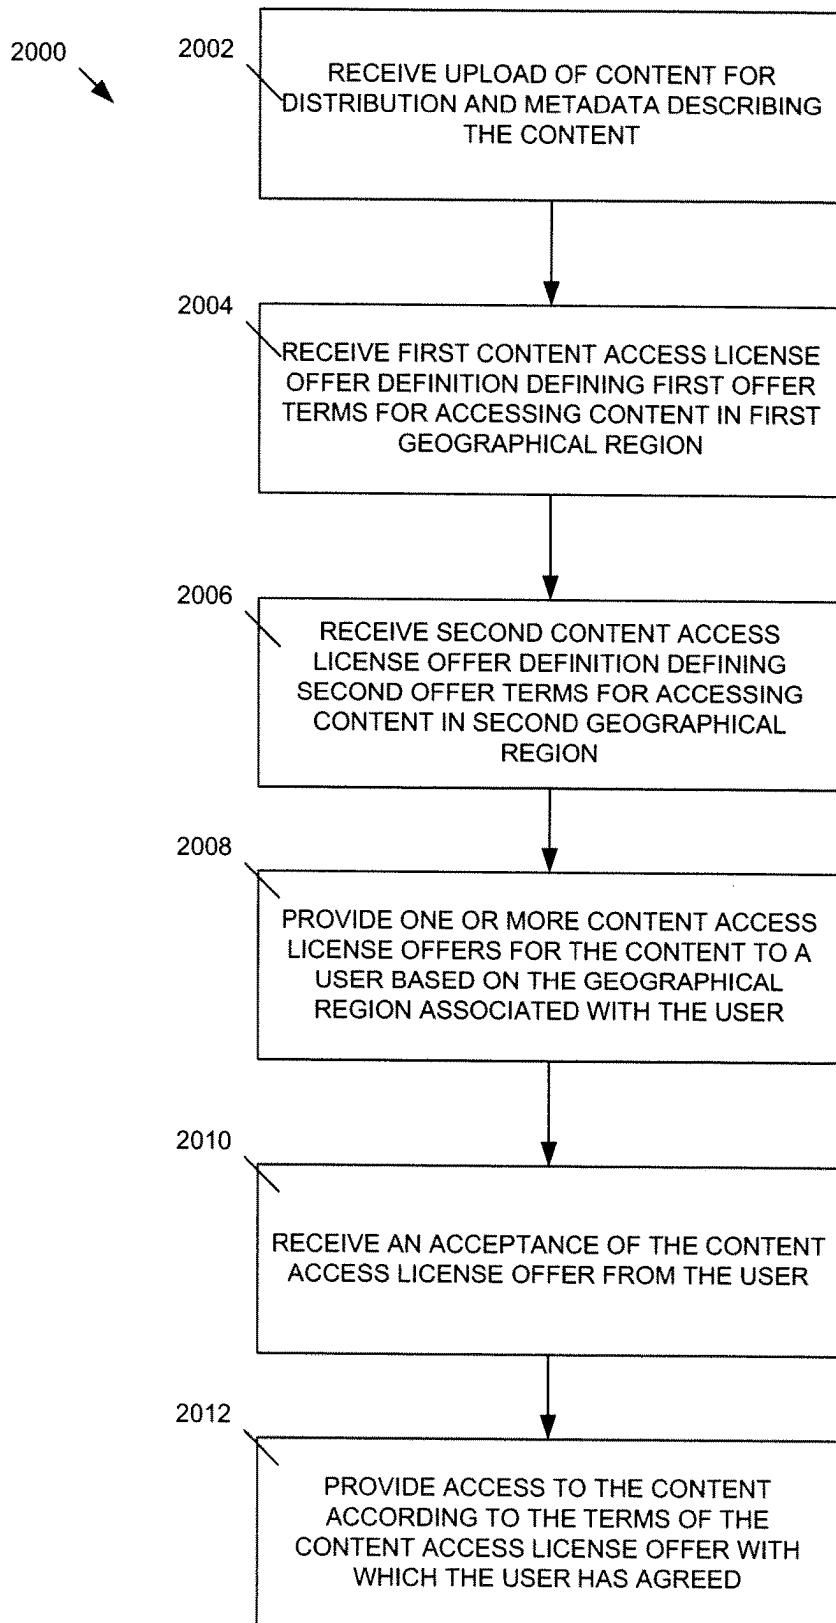 2000
2002
RECEIVE UPLOAD OF CONTENT FOR
DISTRIBUTION AND METADATA DESCRIBING
THE CONTENT
2004
RECEIVE FIRST CONTENT ACCESS LICENSE
OFFER DEFINITION DEFINING FIRST OFFER
TERMS FOR ACCESSING CONTENT IN FIRST
GEOGRAPHICAL REGION
2006
RECEIVE SECOND CONTENT ACCESS
LICENSE OFFER DEFINITION DEFINING
SECOND OFFER TERMS FOR ACCESSING
CONTENT IN SECOND GEOGRAPHICAL
REGION
2008
PROVIDE ONE OR MORE CONTENT ACCESS
LICENSE OFFERS FOR THE CONTENT TO A
USER BASED ON THE GEOGRAPHICAL
REGION ASSOCIATED WITH THE USER
2010
RECEIVE AN ACCEPTANCE OF THE CONTENT
ACCESS LICENSE OFFER FROM THE USER
2012
PROVIDE ACCESS TO THE CONTENT
ACCORDING TO THE TERMS OF THE
CONTENT ACCESS LICENSE OFFER WITH
WHICH THE USER HAS AGREED